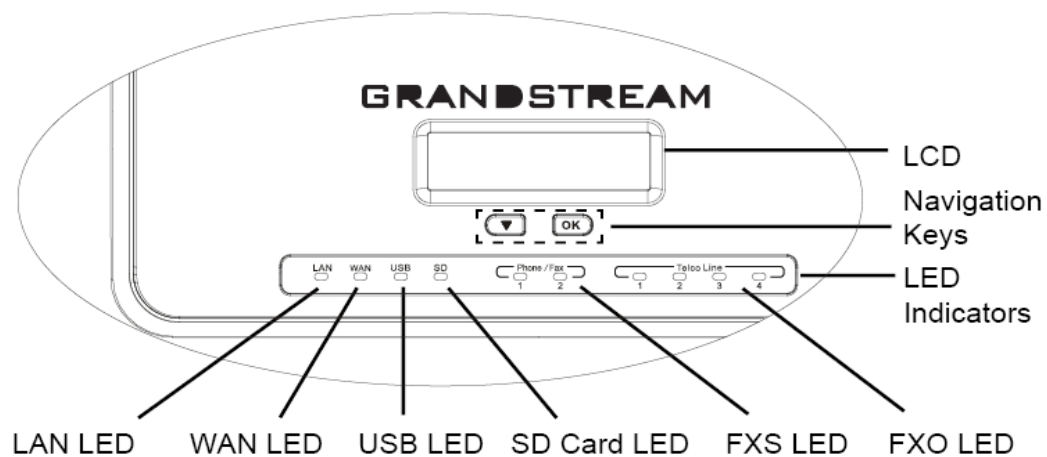 GRANDSTREAM
LCD
OK
Navigation
Keys
LAN WAN USB SD Phone / Fax Telco Line
1 2 1 2 3 4
LED
Indicators
LAN LED WAN LED USB LED SD Card LED FXS LED FXO LED